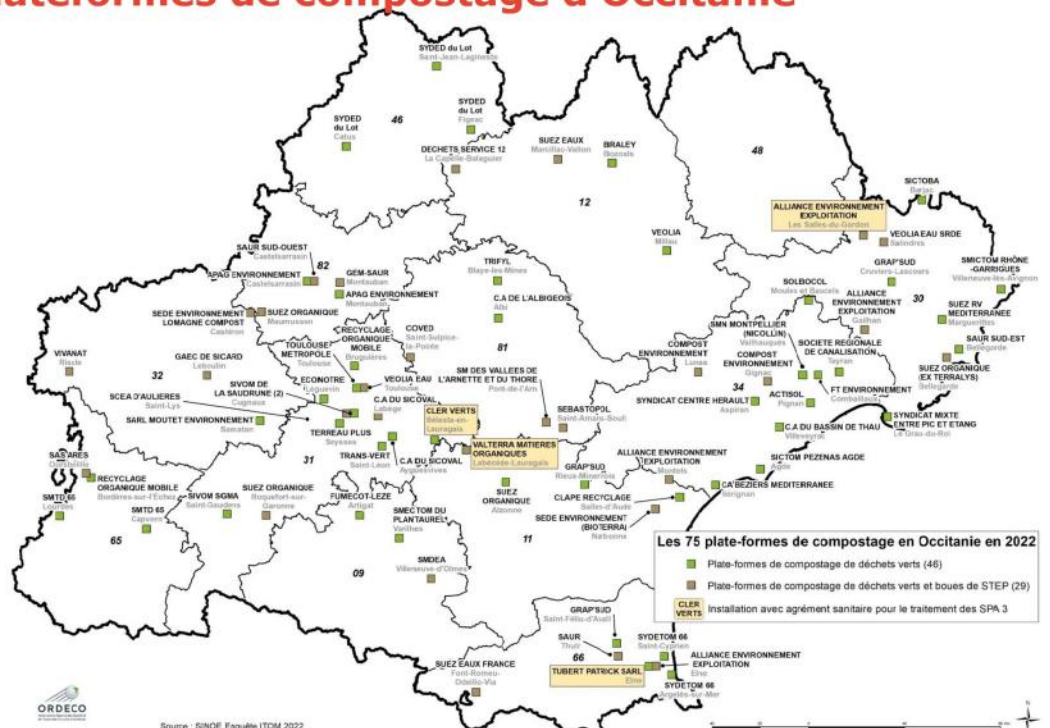 lateformes de compostage d'Occitanie
SYDED du Lot
Saint-Jean-Lagineste
SYDED
du Lot
Figeac
SYDED
du Lot
Catus
46
DECHETS SERVICE 12
La Capelle-Balaguier
SUEZ EAUX
Marcillac-Vallon
BRALEY
Bozouls
48
12
SICTOBA
Barjac
ALLIANCE ENVIRONNEMENT
EXPLOITATION
Les Salles-du-Gardon
VEOLIA EAU SRDE
Salindres
VEOLIA
Millau
GRAP'SUD
Cruviers-Lascours
SMICTOM RHÔNE
-GARRIGUES
Villeneuve-lès-Avignon
30
SAUR SUD-OUEST
Castelsarrasin
82
APAG ENVIRONNEMENT
Castelsarrasin
GEM-SAUR
Montauban
APAG ENVIRONNEMENT
Montauban
TRIFYL
Blaye-les-Mines
C.A DE L'ALBIGEOIS
Albi
81
SOLBOCOL
Moules et Baucels
ALLIANCE
ENVIRONNEMENT
EXPLOITATION
Gailhan
SUEZ RV
MEDITERRANEE
Marguerittes
SAUR SUD-EST
Bellegarde
SUEZ ORGANIQUE
(EX TERRALYS)
Bellegarde
SEDE ENVIRONNEMENT
LOMAGNE COMPOST
SUEZ ORGANIQUE
RECYCLAGE
ORGANIQUE
MOBILE
Bruguières
COVED
Saint-Sulpice-
la-Pointe
SMN MONTPELLIER
(NICOLLIN)
Vailhauquès
SOCIETE REGIONALE
DE CANALISATION
Teyran
COMPOST
ENVIRONNEMENT
Lunas
COMPOST
ENVIRONNEMENT
Gignac
34
VIVANAT
Riscle
32
GAEC DE SICARD
Leboulin
TOULOUSE
METROPOLE
Toulouse
ECONOTRE
Léguevin
VEOLIA EAU
Toulouse
SM DES VALLEES DE
L'ARNETTE ET DU THORE
Pont-de-l'Arn
SYNDICAT CENTRE HERAULT
Aspiran
ACTISOL
Pignan
FT ENVIRONNEMENT
Combaillaux
SCEA D'AULIERES
Saint-Lys
SIVOM DE
LA SAUDRUNE (2)
Cugnaux
C.A DU SICOVAL
Labège
CLER VERTS
Bélesta-en-
Lauragais
SEBASTOPOL
Saint-Amans-Soult
SYNDICAT MIXTE
ENTRE PIC ET ETANG
Le Grau-du-Roi
SARL MOUTET ENVIRONNEMENT
Samatan
TERREAU PLUS
Seysses
VALTERRA MATIERES
ORGANIQUES
Labécède-Lauragais
C.A DU BASSIN DE THAU
Villeveyrac
31
TRANS-VERT
Saint-Léon
C.A DU SICOVAL
Ayguesvives
ALLIANCE ENVIRONNEMENT
EXPLOITATION
SICTOM PEZENAS AGDE
Agde
SAS ARES
RECYCLAGE
ORGANIQUE MOBILE
Bordères-sur-l'Échez
GRAP'SUD
Rieux-Minervois
CA BÉZIERS MEDITERRANEE
Sérignan
SMTD 65
Lourdes
SMTD 65
Capvern
65
SIVOM SGMA
Saint-Gaudens
SUEZ ORGANIQUE
Roquefort-sur-
Garonne
FUMECOT-LEZE
Artigat
SMECTOM DU
PLANTAUREL
Varilhes
SUEZ
ORGANIQUE
Alzonne
CLAPE RECYCLAGE
Salles-d'Aude
SEDE ENVIRONNEMENT
(BIOTERRA)
Narbonne
11
SMDEA
Villeneuve-d'Olmes
09
Les 75 plate-formes de compostage en Occitanie en 2022
Plate-formes de compostage de déchets verts (46)
Plate-formes de compostage de déchets verts et boues de STEP (29)
CLER
VERTS
Installation avec agrément sanitaire pour le traitement des SPA 3
GRAP'SUD
Saint-Féliu-d'Avall
SAUR
Thuir
66
SYDETOM 66
Saint-Cyprien
TUBERT PATRICK SARL
Elne
ALLIANCE ENVIRONNEMENT
EXPLOITATION
Elne
SYDETOM 66
Argelès-sur-Mer
SUEZ EAUX FRANCE
Font-Romeu-
Odeillo-Via
ORDECO
Source : SINOE Enquête ITOM 2022
N